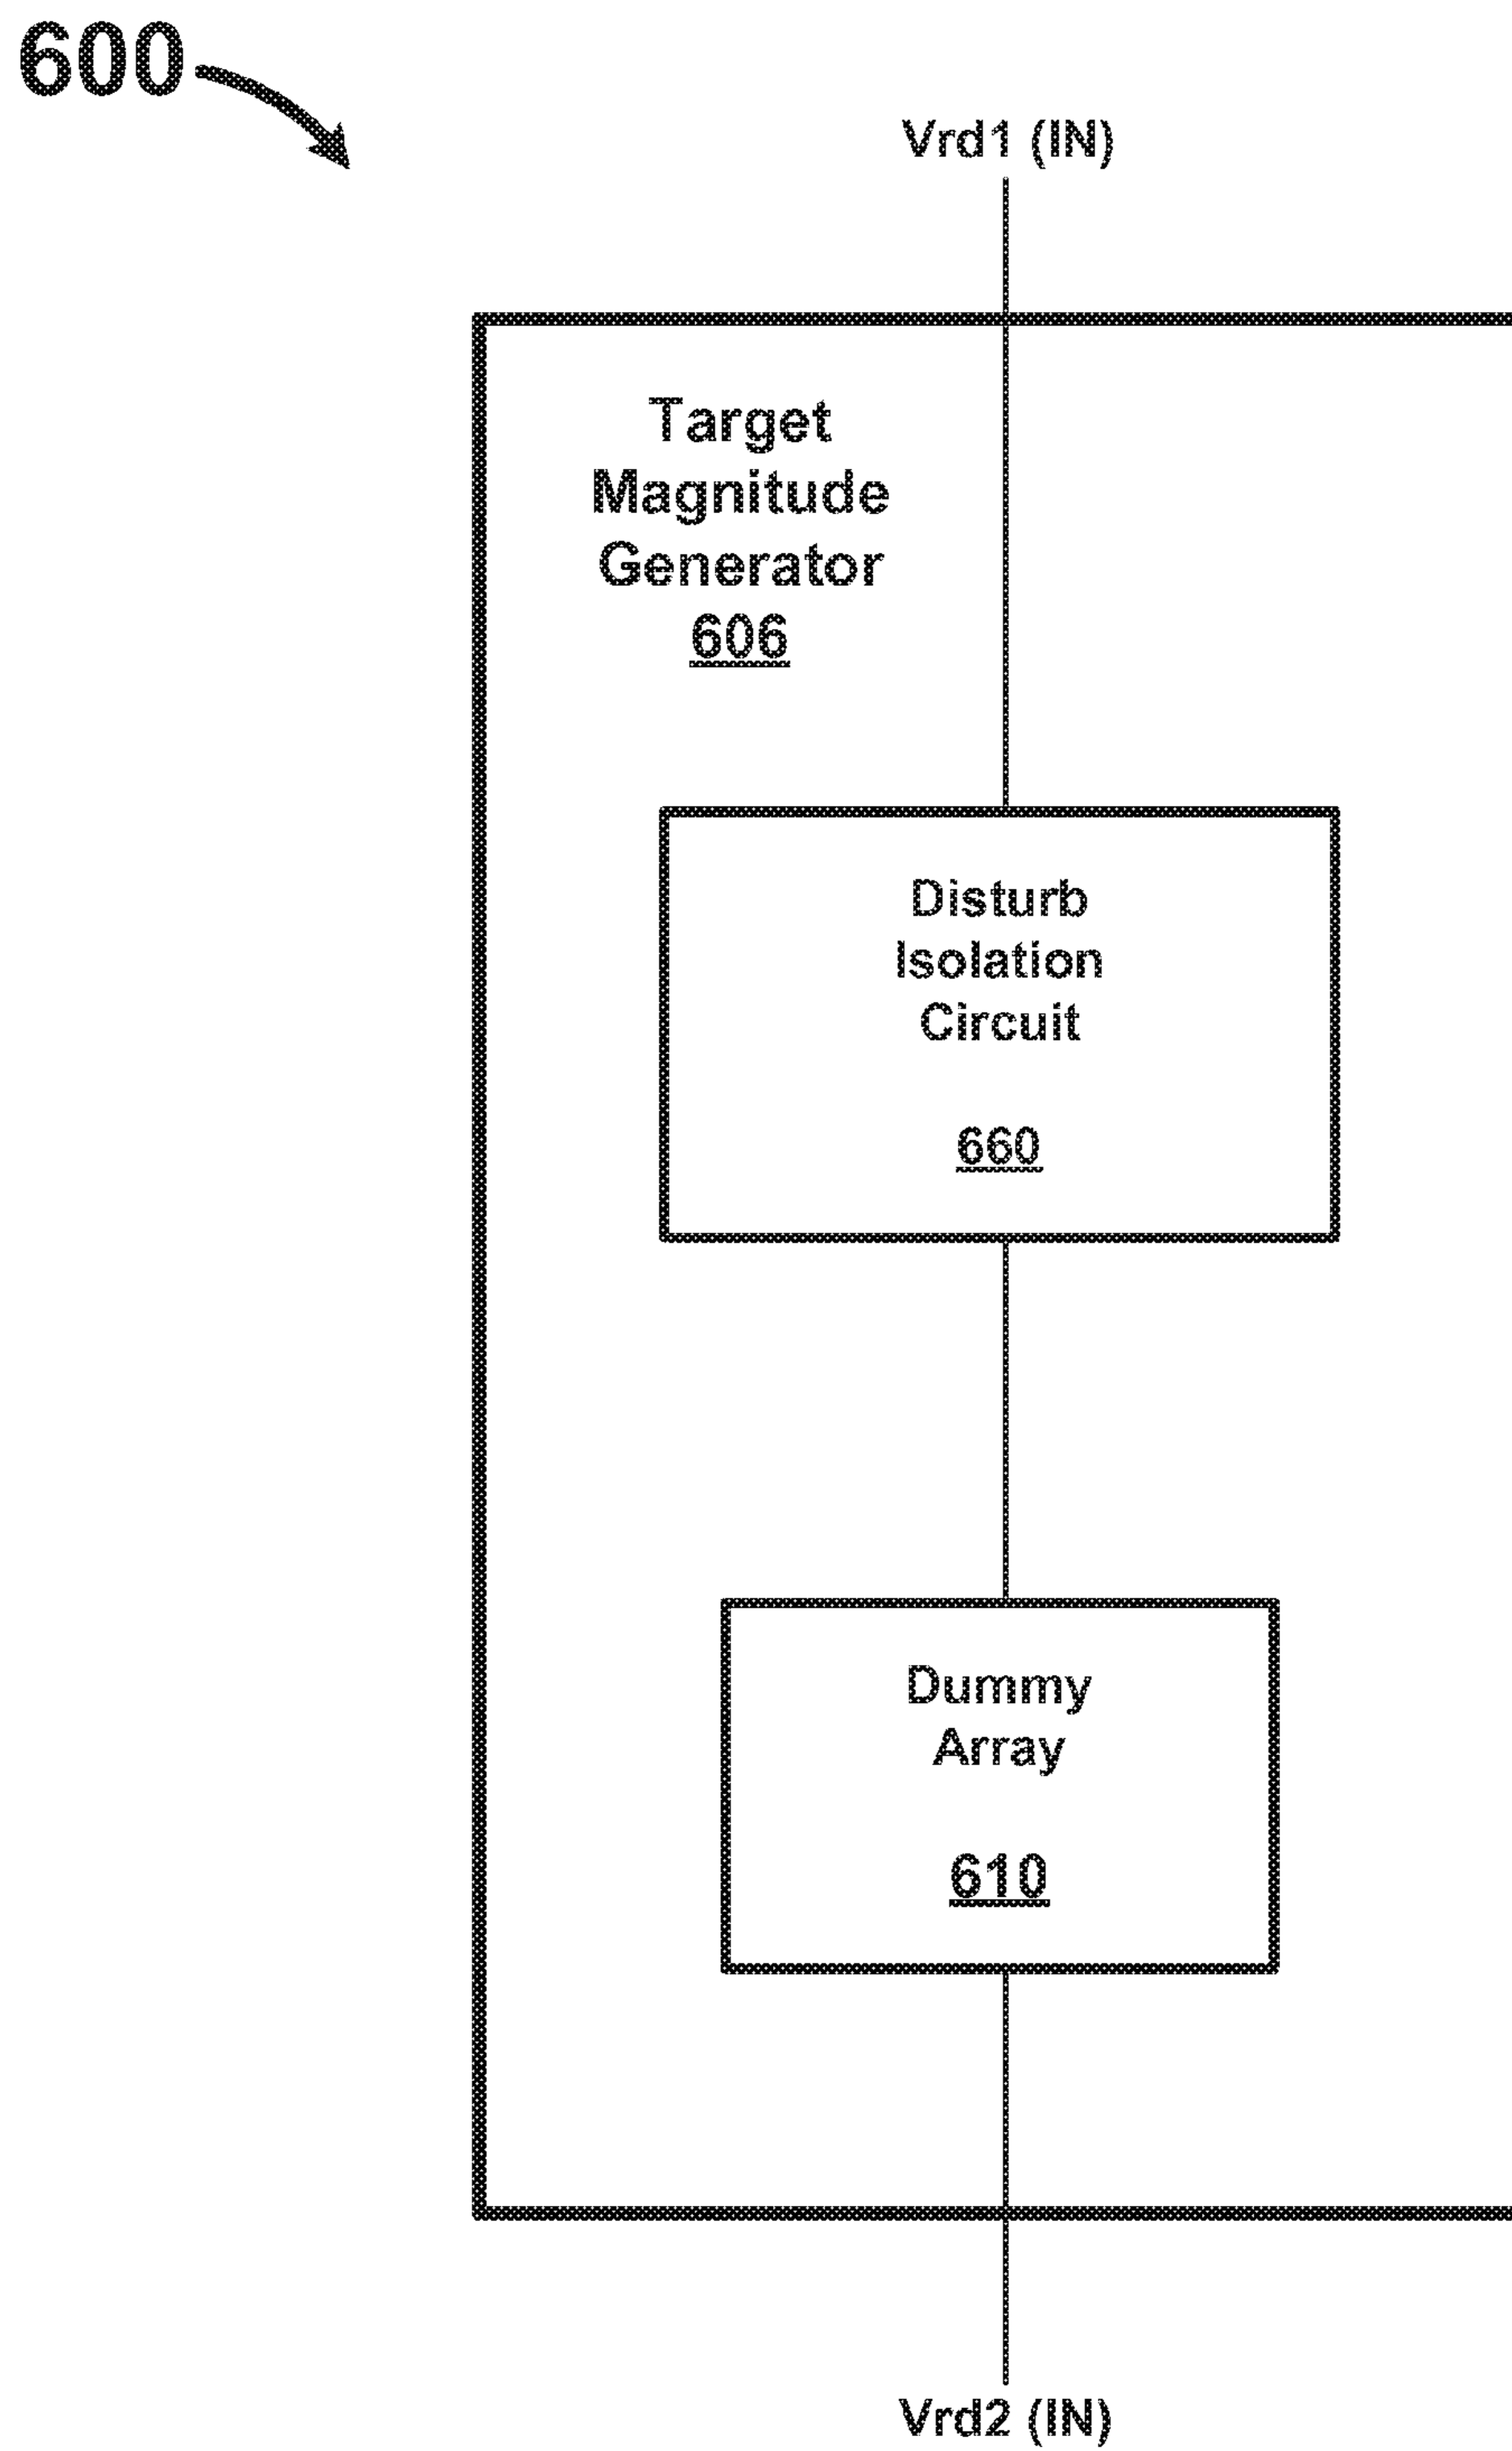 600
Vrd1 (IN)
Target
Magnitude
Generator
606
Disturb
Isolation
Circuit
660
Dummy
Array
610
Vrd2 (IN)